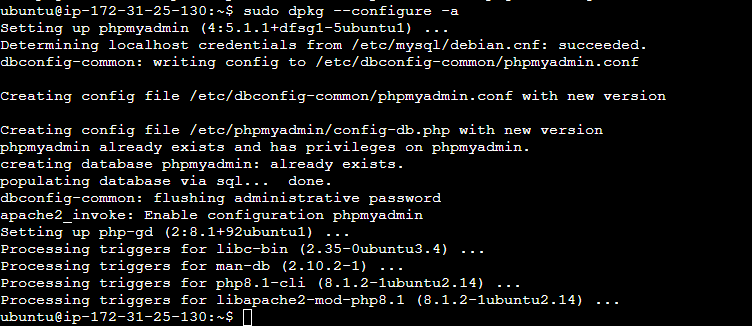 ubuntu@ip-172-31-25-130:~$ sudo dpkg --configure -a
Setting up phpmyadmin (4:5.1.1+dfsg1-5ubuntu1) ...
Determining localhost credentials from /etc/mysql/debian.cnf: succeeded.
dbconfig-common: writing config to /etc/dbconfig-common/phpmyadmin.conf

Creating config file /etc/dbconfig-common/phpmyadmin.conf with new version

Creating config file /etc/phpmyadmin/config-db.php with new version
phpmyadmin already exists and has privileges on phpmyadmin.
creating database phpmyadmin: already exists.
populating database via sql...  done.
dbconfig-common: flushing administrative password
apache2_invoke: Enable configuration phpmyadmin
Setting up php-gd (2:8.1+92ubuntu1) ...
Processing triggers for libc-bin (2.35-0ubuntu3.4) ...
Processing triggers for man-db (2.10.2-1) ...
Processing triggers for php8.1-cli (8.1.2-1ubuntu2.14) ...
Processing triggers for libapache2-mod-php8.1 (8.1.2-1ubuntu2.14) ...
ubuntu@ip-172-31-25-130:~$